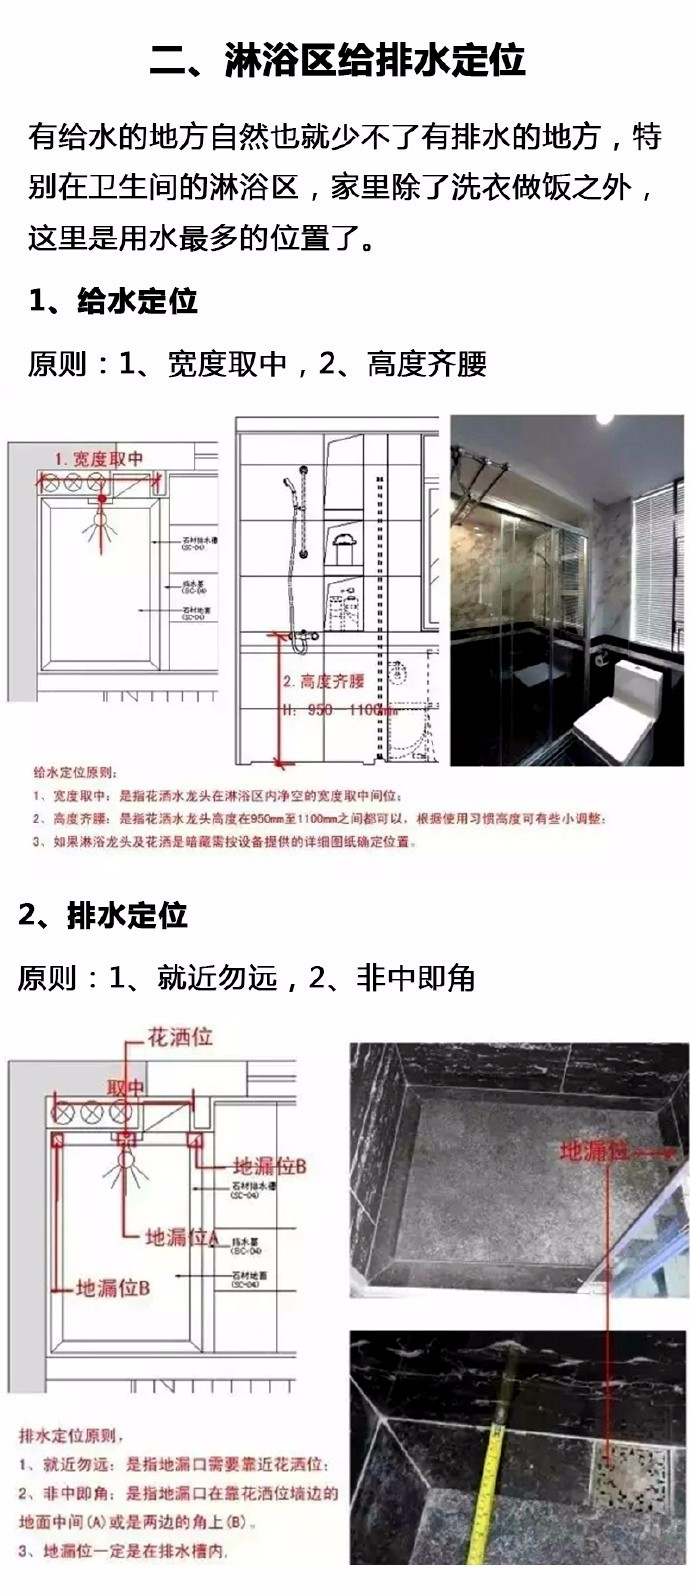 二、淋浴区给排水定位
有给水的地方自然也就少不了有排水的地方，特
别在卫生间的淋浴区，家里除了洗衣做饭之外，
这里是用水最多的位置了。
1、给水定位
原则：1、宽度取中，2、高度齐腰
1.宽度取中
石材排水槽
(SC-04)
挡水基
(SC-04)
石材地面
(SC-04)
2.高度齐腰
H: 950-1100mm
给水定位原则：
1、宽度取中：是指花洒水龙头在淋浴区内净空的宽度取中间位；
2、高度齐腰：是指花洒水龙头高度在950mm至1100mm之间都可以，根据使用习惯高度可有些小调整；
3、如果淋浴龙头及花洒是暗藏需按设备提供的详细图纸确定位置。
2、排水定位
原则：1、就近勿远，2、非中即角
花洒位
取中
地漏位B
石材排水槽
(SC-04)
地漏位A
挡水基
(SC-04)
石材地面
(SC-04)
地漏位B
地漏位
排水定位原则，
1、就近勿远：是指地漏口需要靠近花洒位；
2、非中即角：是指地漏口在靠花洒位墙边的
地面中间(A)或是两边的角上(B)。
3、地漏位一定是在排水槽内，